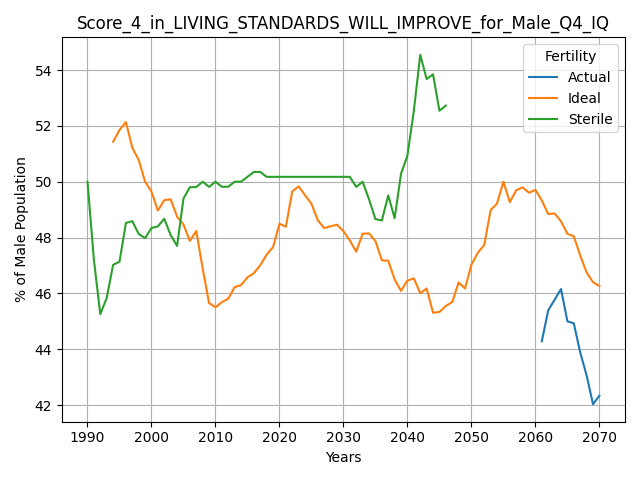 Score_4_in_LIVING_STANDARDS_WILL_IMPROVE_for_Male_Q4_IQ
Fertility
Actual
Ideal
Sterile
% of Male Population
54
52
50
48
46
44
42
1990 2000 2010 2020 2030 2040 2050 2060 2070
Years